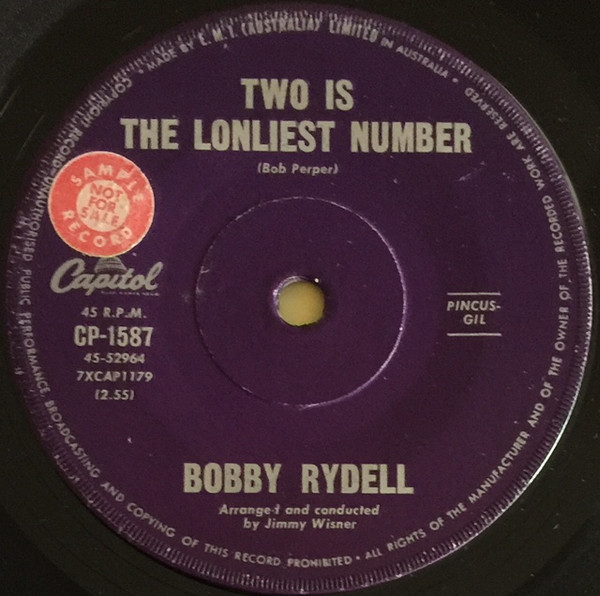 MADE BY E. M. I. (AUSTRALIA) LIMITED IN AUSTRALIA • COPYRIGHT RECORD—UNAUTHORISED PUBLIC PERFORMANCE, BROADCASTING AND COPYING OF THIS RECORD PROHIBITED • ALL RIGHTS OF THE MANUFACTURER AND OF THE OWNER OF THE RECORDED WORK ARE RESERVED
TWO IS
THE LONLIEST NUMBER
(Bob Perper)
SAMPLE
NOT
FOR
SALE
RECORD
Capitol
45 R.P.M.
CP-1587
45-52964
7XCAP1179
(2.55)
PINCUS-
GIL
BOBBY RYDELL
Arranged and conducted
by Jimmy Wisner